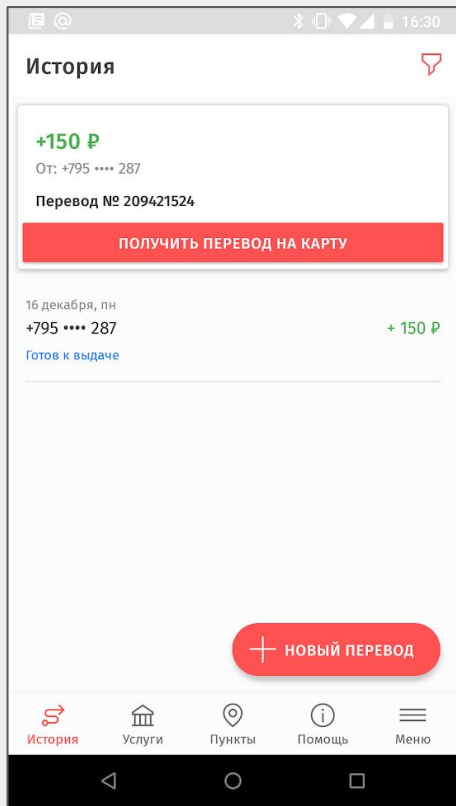 16:30
История
+150 ₽
От: +795 •••• 287
Перевод № 209421524
ПОЛУЧИТЬ ПЕРЕВОД НА КАРТУ
16 декабря, пн
+795 •••• 287
+ 150 ₽
Готов к выдаче
НОВЫЙ ПЕРЕВОД
История Услуги Пункты Помощь Меню